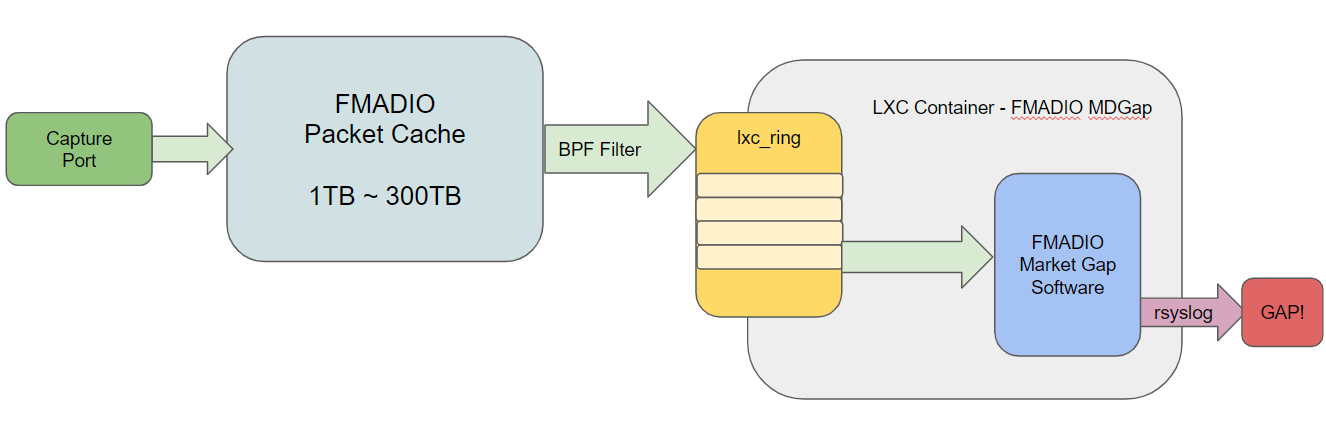 Capture
Port
FMADIO
Packet Cache
1TB ~ 300TB
BPF Filter
lxc_ring
LXC Container - FMADIO MDGap
FMADIO
Market Gap
Software
rsyslog
GAP!